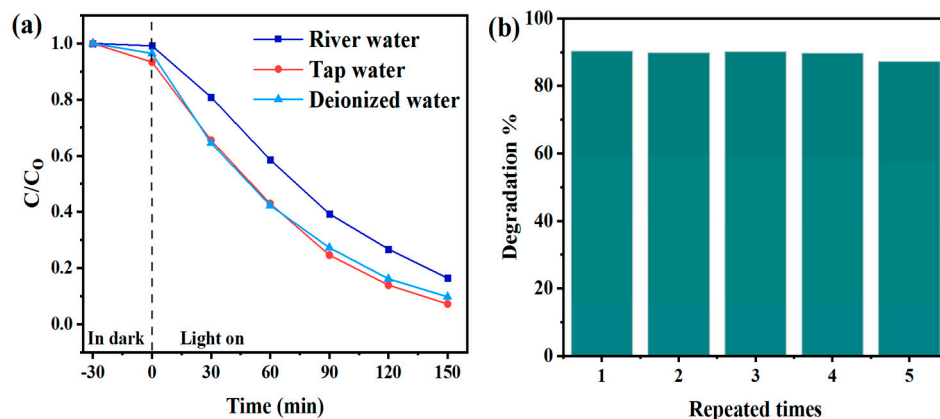 (a)
River water
Tap water
Deionized water
C/C₀
1.0
0.8
0.6
0.4
0.2
0.0
In dark
Light on
-30 0 30 60 90 120 150
Time (min)
(b)
Degradation %
100
80
60
40
20
0
1 2 3 4 5
Repeated times